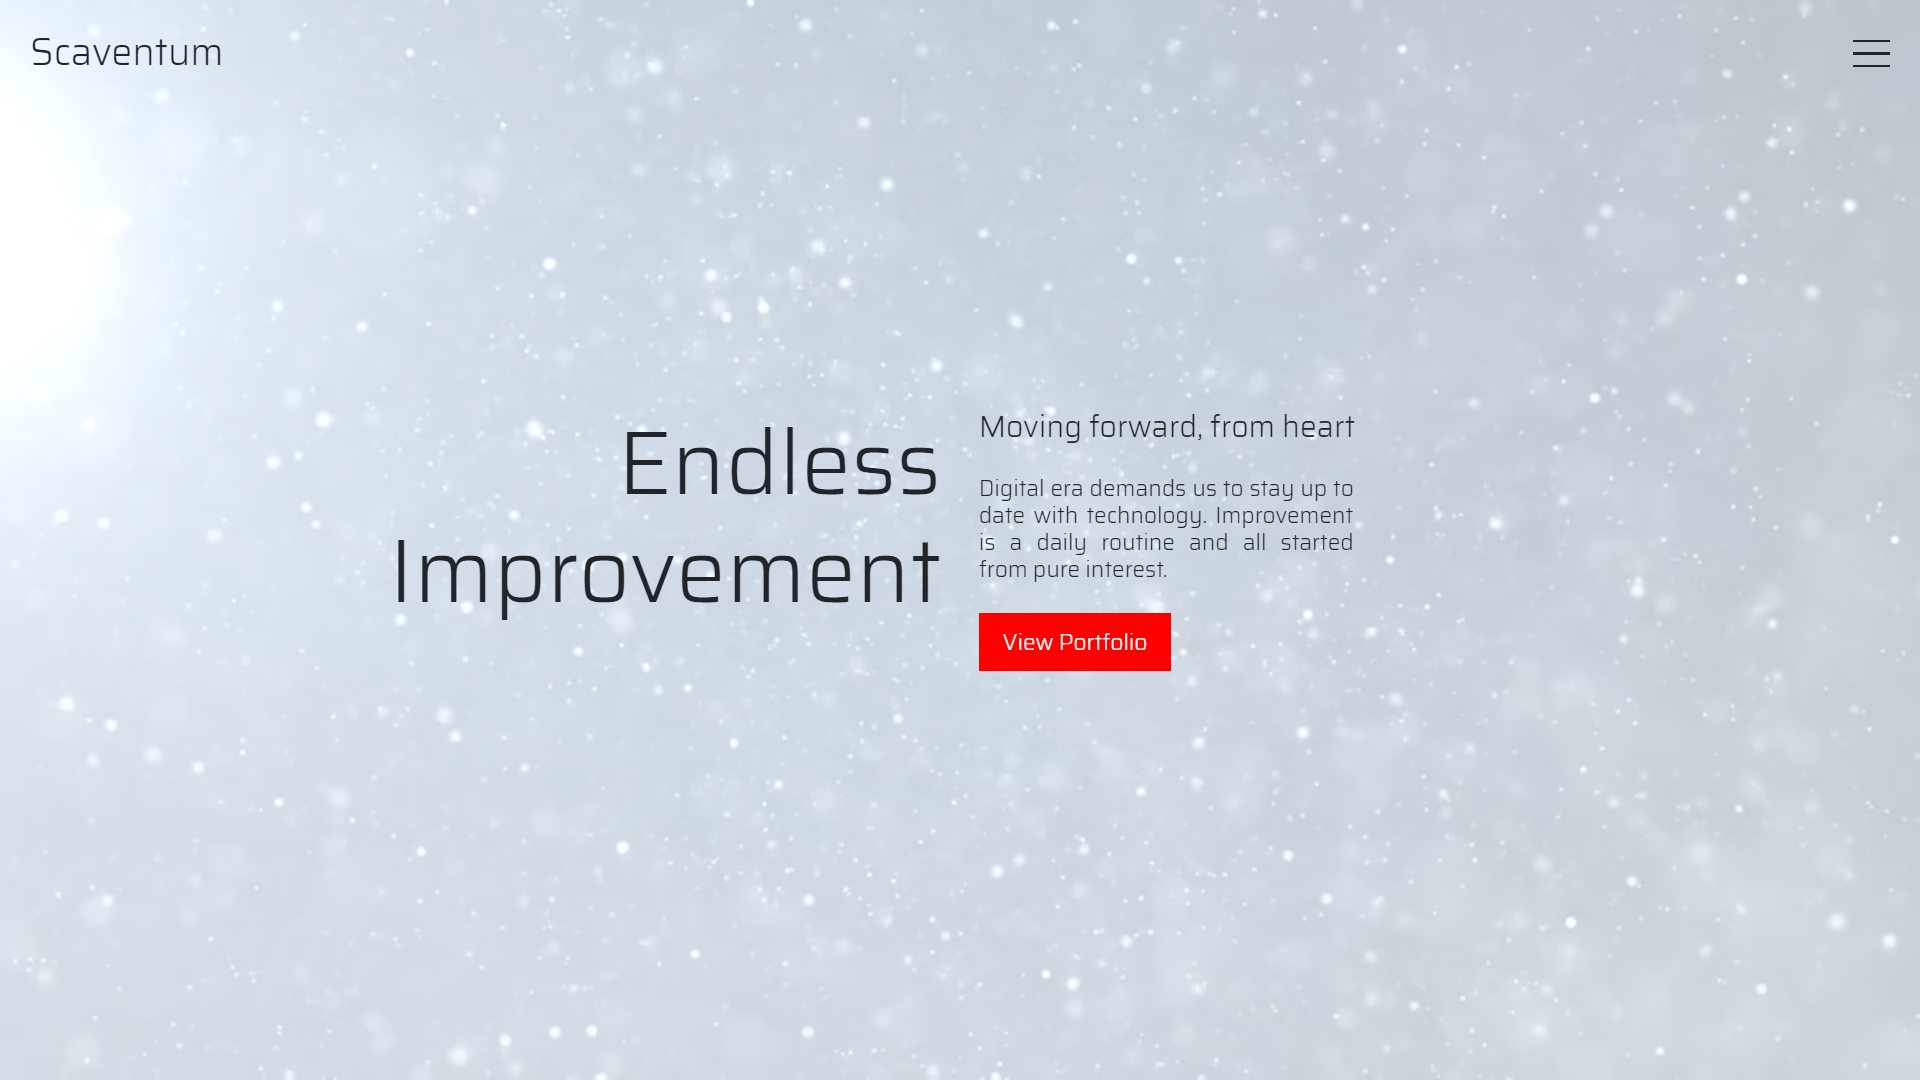 Scaventum
Endless
Improvement
Moving forward, from heart
Digital era demands us to stay up to
date with technology. Improvement
is a daily routine and all started
from pure interest.
View Portfolio